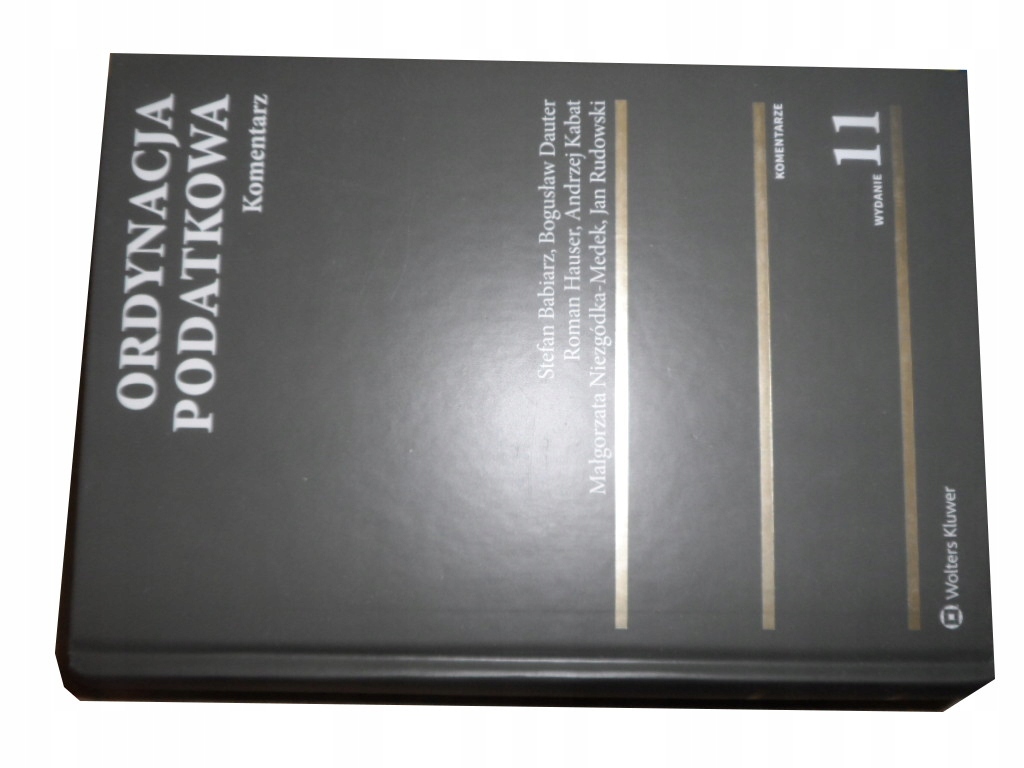 ORDYNACJA
PODATKOWA
Komentarz
Stefan Babiarz, Bogusław Dauter
Roman Hauser, Andrzej Kabat
Małgorzata Niezgódka-Medek, Jan Rudowski
KOMENTARZE
WYDANIE 11
Wolters Kluwer